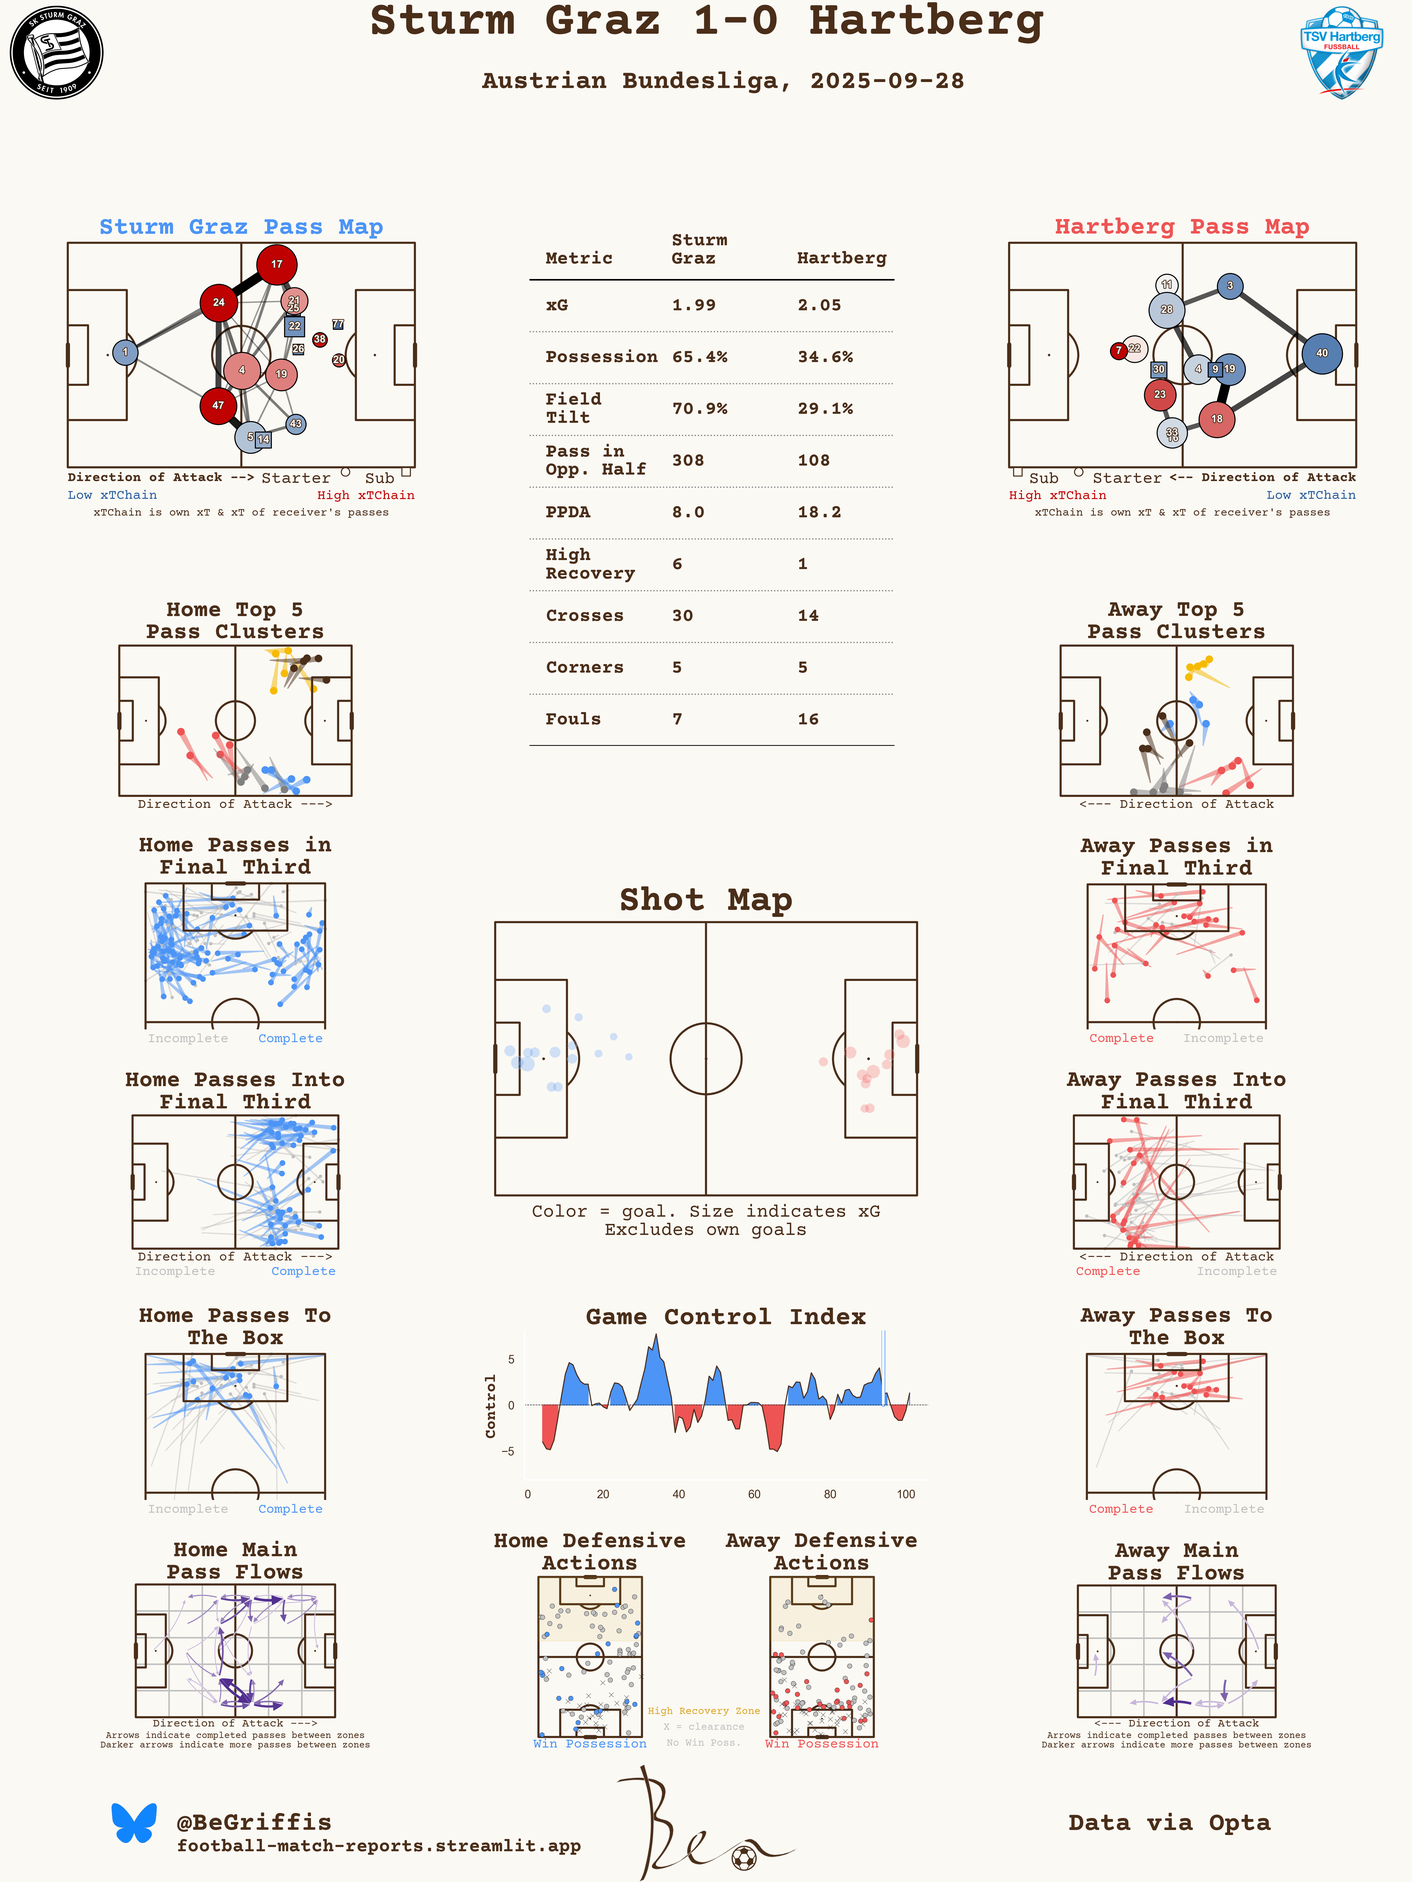 Sturm Graz 1-0 Hartberg
Austrian Bundesliga, 2025-09-28
SK STURM GRAZ
SEIT 1909
TSV Hartberg
FUSSBALL
Sturm Graz Pass Map
17
24
21
25
22
77
38
26
20
1
4
19
47
43
5
14
Direction of Attack --> Starter Sub
Low xTChain High xTChain
xTChain is own xT & xT of receiver's passes
Metric Sturm Graz Hartberg
xG 1.99 2.05
Possession 65.4% 34.6%
Field Tilt 70.9% 29.1%
Pass in Opp. Half 308 108
PPDA 8.0 18.2
High Recovery 6 1
Crosses 30 14
Corners 5 5
Fouls 7 16
Hartberg Pass Map
11
3
28
7
22
40
30
4
9
19
23
18
33
16
Sub Starter <-- Direction of Attack
High xTChain Low xTChain
xTChain is own xT & xT of receiver's passes
Home Top 5
Pass Clusters
Direction of Attack --->
Away Top 5
Pass Clusters
<--- Direction of Attack
Home Passes in
Final Third
Incomplete Complete
Away Passes in
Final Third
Complete Incomplete
Shot Map
Color = goal. Size indicates xG
Excludes own goals
Home Passes Into
Final Third
Direction of Attack --->
Incomplete Complete
Away Passes Into
Final Third
<--- Direction of Attack
Complete Incomplete
Home Passes To
The Box
Incomplete Complete
Game Control Index
Control
5
0
−5
0 20 40 60 80 100
Away Passes To
The Box
Complete Incomplete
Home Main
Pass Flows
Direction of Attack --->
Arrows indicate completed passes between zones
Darker arrows indicate more passes between zones
Home Defensive
Actions
Win Possession
High Recovery Zone
X = clearance
No Win Poss.
Away Defensive
Actions
Win Possession
Away Main
Pass Flows
<--- Direction of Attack
Arrows indicate completed passes between zones
Darker arrows indicate more passes between zones
@BeGriffis
football-match-reports.streamlit.app
Ben
Data via Opta